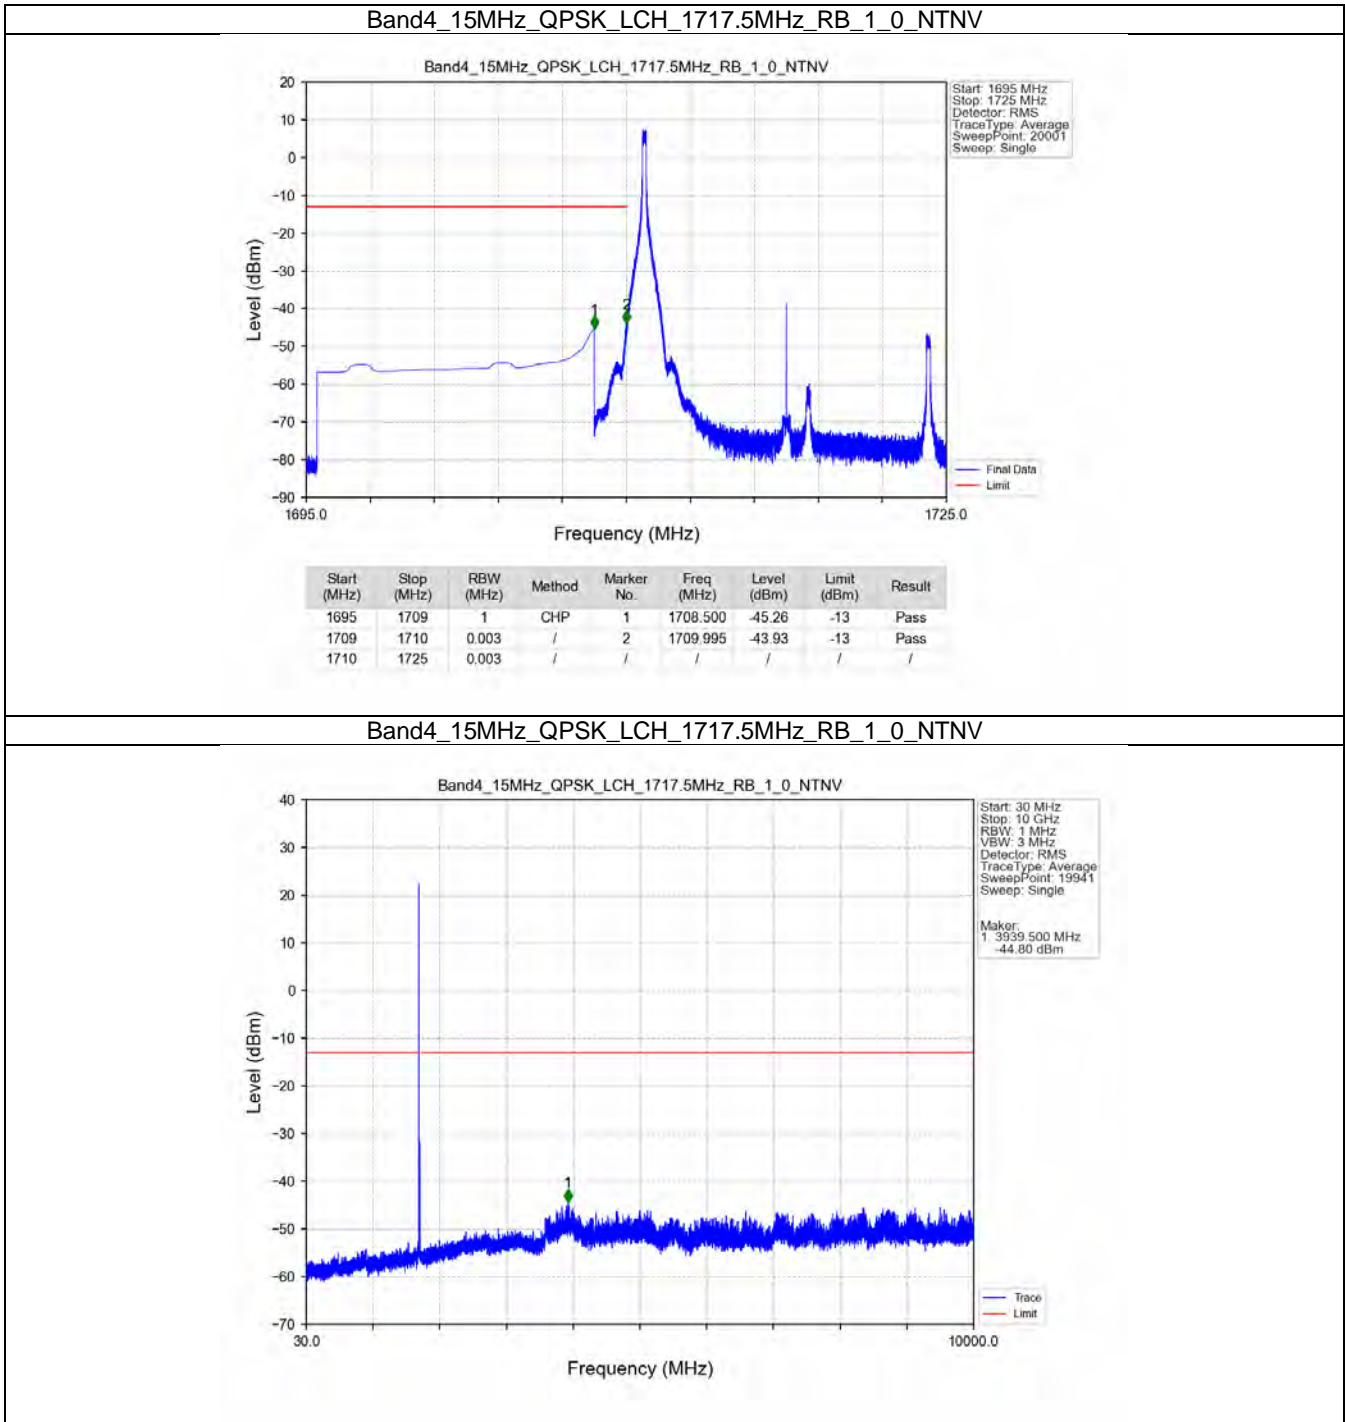 Band4_15MHz_QPSK_LCH_1717.5MHz_RB_1_0_NTNV
Band4_15MHz_QPSK_LCH_1717.5MHz_RB_1_0_NTNV
Start: 1695 MHz
Stop: 1725 MHz
Detector: RMS
TraceType: Average
SweepPoint: 20001
Sweep: Single
20
10
0
−10
−20
−30
−40
−50
−60
−70
−80
−90
Level (dBm)
1
2
Final Data
Limit
1695.0
1725.0
Frequency (MHz)
Start (MHz) Stop (MHz) RBW (MHz) Method Marker No. Freq (MHz) Level (dBm) Limit (dBm) Result
1695 1709 1 CHP 1 1708.500 -45.26 -13 Pass
1709 1710 0.003 / 2 1709.995 -43.93 -13 Pass
1710 1725 0.003 / / / / / /
Band4_15MHz_QPSK_LCH_1717.5MHz_RB_1_0_NTNV
Band4_15MHz_QPSK_LCH_1717.5MHz_RB_1_0_NTNV
Start: 30 MHz
Stop: 10 GHz
RBW: 1 MHz
VBW: 3 MHz
Detector: RMS
TraceType: Average
SweepPoint: 19941
Sweep: Single
Maker:
1 3939.500 MHz
-44.80 dBm
40
30
20
10
0
−10
−20
−30
−40
−50
−60
−70
Level (dBm)
1
Trace
Limit
30.0
10000.0
Frequency (MHz)